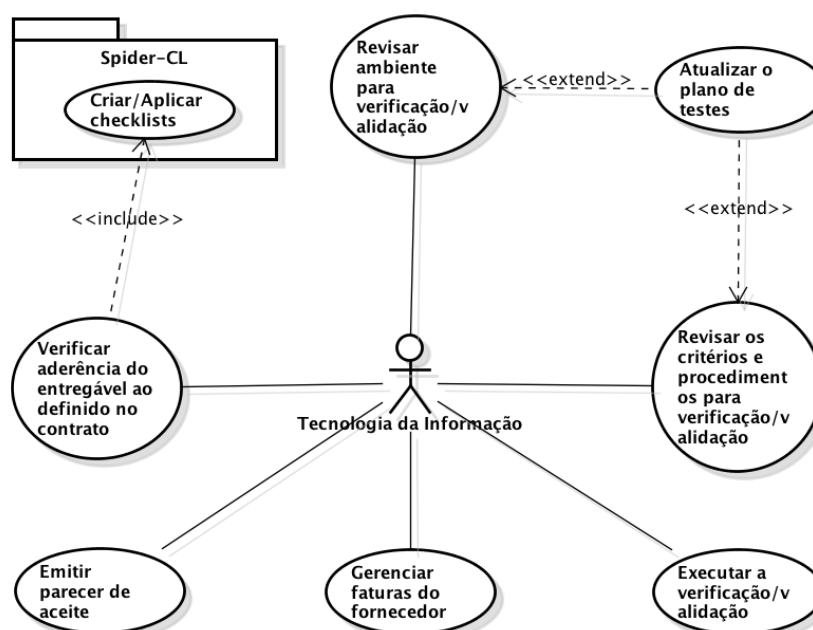 Spider-CL
Criar/Aplicar
checklists
<<include>>
Revisar
ambiente
para
verificação/v
alidação
<<extend>>
Atualizar o
plano de
testes
<<extend>>
Verificar
aderência do
entregável ao
definido no
contrato
Tecnologia da Informação
Revisar os
critérios e
procediment
os para
verificação/v
alidação
Emitir
parecer de
aceite
Gerenciar
faturas do
fornecedor
Executar a
verificação/v
alidação